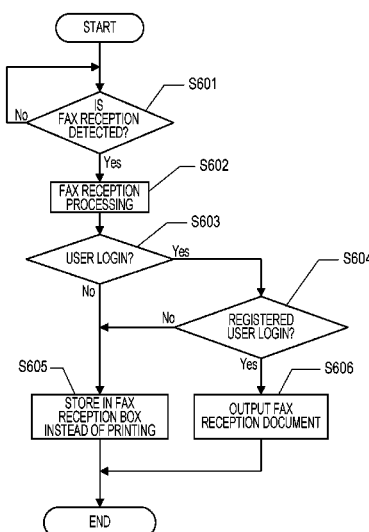 START
S601
IS
FAX RECEPTION
DETECTED?
No
Yes
S602
FAX RECEPTION
PROCESSING
S603
USER LOGIN?
Yes
No
S604
REGISTERED
USER LOGIN?
No
Yes
S605
STORE IN FAX
RECEPTION BOX
INSTEAD OF PRINTING
S606
OUTPUT FAX
RECEPTION DOCUMENT
END